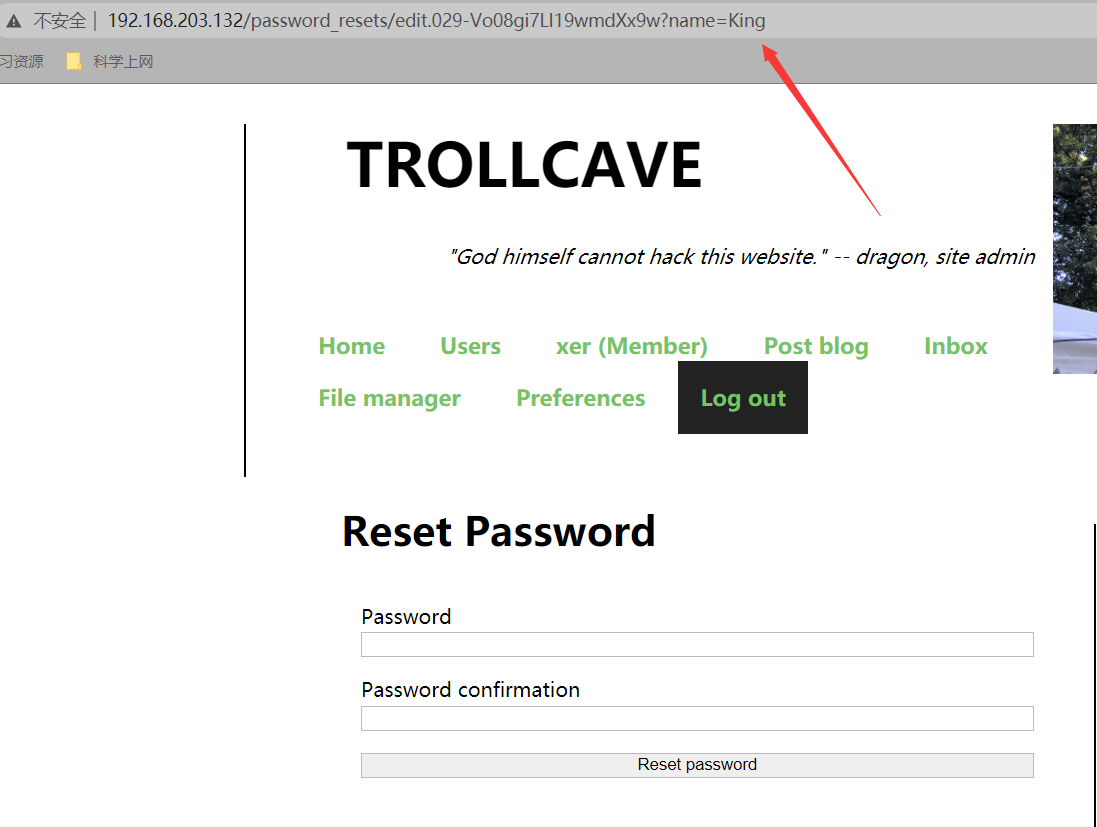 不安全 | 192.168.203.132/password_resets/edit.029-Vo08gi7LI19wmdXx9w?name=King
习资源 科学上网
TROLLCAVE
"God himself cannot hack this website." -- dragon, site admin
Home Users xer (Member) Post blog Inbox
File manager Preferences Log out
Reset Password
Password
Password confirmation
Reset password